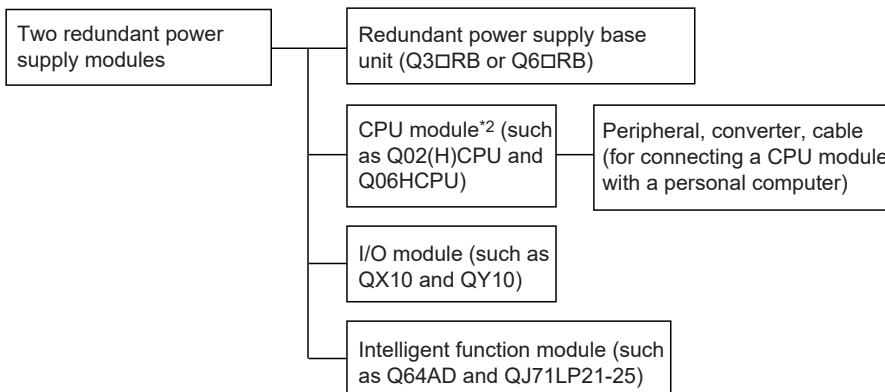 Two redundant power
supply modules
Redundant power supply base
unit (Q3□RB or Q6□RB)
CPU module*2 (such
as Q02(H)CPU and
Q06HCPU)
Peripheral, converter, cable
(for connecting a CPU module
with a personal computer)
I/O module (such as
QX10 and QY10)
Intelligent function module (such
as Q64AD and QJ71LP21-25)